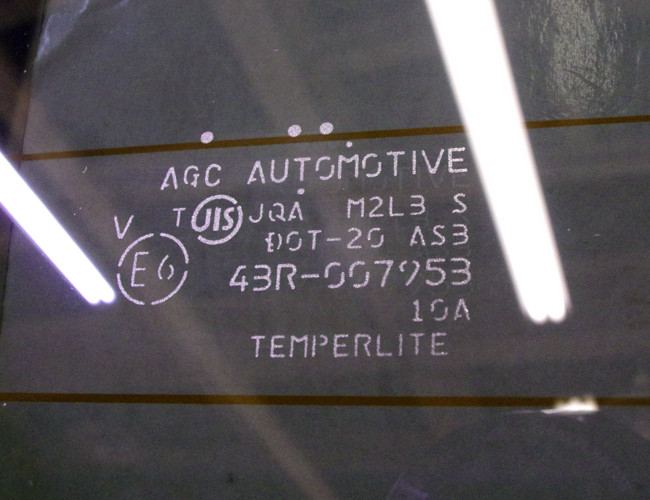 AGC AUTOMOTIVE
T JIS JQA M2L3 S
V
DOT-20 AS3
E6 43R-007953
10A
TEMPERLITE